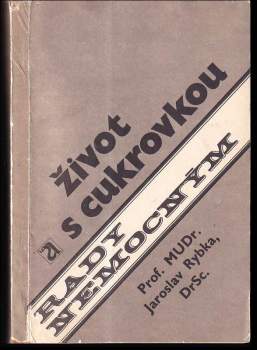 život
s cukrovkou
RADY
NEMOCNÝM
Prof. MUDr.
Jaroslav Rybka,
DrSc.